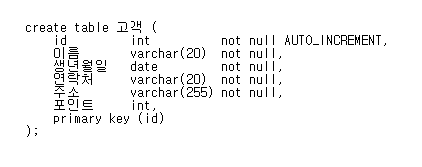 create table 고객 (
id int not null AUTO_INCREMENT,
이름 varchar(20) not null,
생년월일 date not null,
연락처 varchar(20) not null,
주소 varchar(255) not null,
포인트 int,
primary key (id)
);